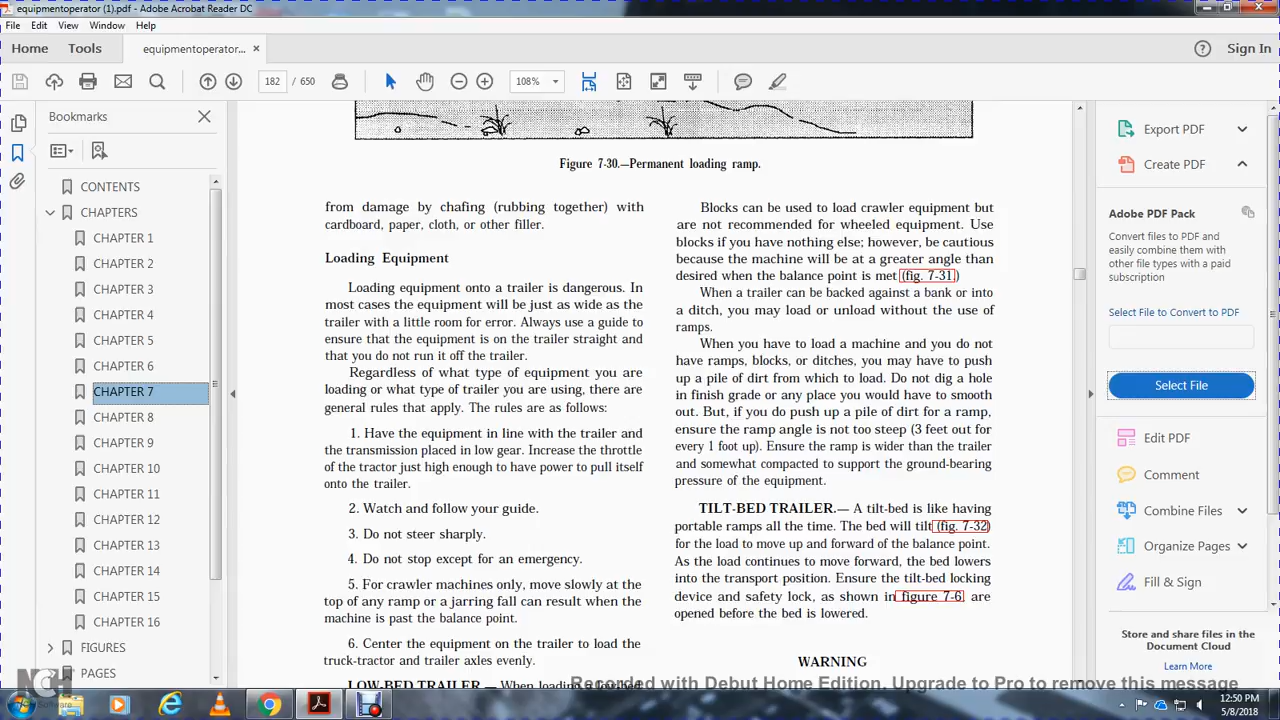 equipmentoperator (1).pdf - Adobe Acrobat Reader DC
File Edit View Window Help
Home Tools equipmentoperator... × Sign In
182 / 650 108%
Bookmarks
CONTENTS
CHAPTERS
CHAPTER 1
CHAPTER 2
CHAPTER 3
CHAPTER 4
CHAPTER 5
CHAPTER 6
CHAPTER 7
CHAPTER 8
CHAPTER 9
CHAPTER 10
CHAPTER 11
CHAPTER 12
CHAPTER 13
CHAPTER 14
CHAPTER 15
CHAPTER 16
FIGURES
PAGES
Figure 7-30.—Permanent loading ramp.
from damage by chafing (rubbing together) with
cardboard, paper, cloth, or other filler.
Loading Equipment
Loading equipment onto a trailer is dangerous. In
most cases the equipment will be just as wide as the
trailer with a little room for error. Always use a guide to
ensure that the equipment is on the trailer straight and
that you do not run it off the trailer.
Regardless of what type of equipment you are
loading or what type of trailer you are using, there are
general rules that apply. The rules are as follows:
1. Have the equipment in line with the trailer and
the transmission placed in low gear. Increase the throttle
of the tractor just high enough to have power to pull itself
onto the trailer.
2. Watch and follow your guide.
3. Do not steer sharply.
4. Do not stop except for an emergency.
5. For crawler machines only, move slowly at the
top of any ramp or a jarring fall can result when the
machine is past the balance point.
6. Center the equipment on the trailer to load the
truck-tractor and trailer axles evenly.
LOW-BED TRAILER.— When loading a low-bed
Blocks can be used to load crawler equipment but
are not recommended for wheeled equipment. Use
blocks if you have nothing else; however, be cautious
because the machine will be at a greater angle than
desired when the balance point is met (fig. 7-31.)
When a trailer can be backed against a bank or into
a ditch, you may load or unload without the use of
ramps.
When you have to load a machine and you do not
have ramps, blocks, or ditches, you may have to push
up a pile of dirt from which to load. Do not dig a hole
in finish grade or any place you would have to smooth
out. But, if you do push up a pile of dirt for a ramp,
ensure the ramp angle is not too steep (3 feet out for
every 1 foot up). Ensure the ramp is wider than the trailer
and somewhat compacted to support the ground-bearing
pressure of the equipment.
TILT-BED TRAILER.— A tilt-bed is like having
portable ramps all the time. The bed will tilt (fig. 7-32)
for the load to move up and forward of the balance point.
As the load continues to move forward, the bed lowers
into the transport position. Ensure the tilt-bed locking
device and safety lock, as shown in figure 7-6, are
opened before the bed is lowered.
WARNING
Export PDF
Create PDF
Adobe PDF Pack
Convert files to PDF and
easily combine them with
other file types with a paid
subscription
Select File to Convert to PDF
Select File
Edit PDF
Comment
Combine Files
Organize Pages
Fill & Sign
Store and share files in the
Document Cloud
Learn More
NCH Software
Recorded with Debut Home Edition. Upgrade to Pro to remove this message
12:50 PM
5/8/2018